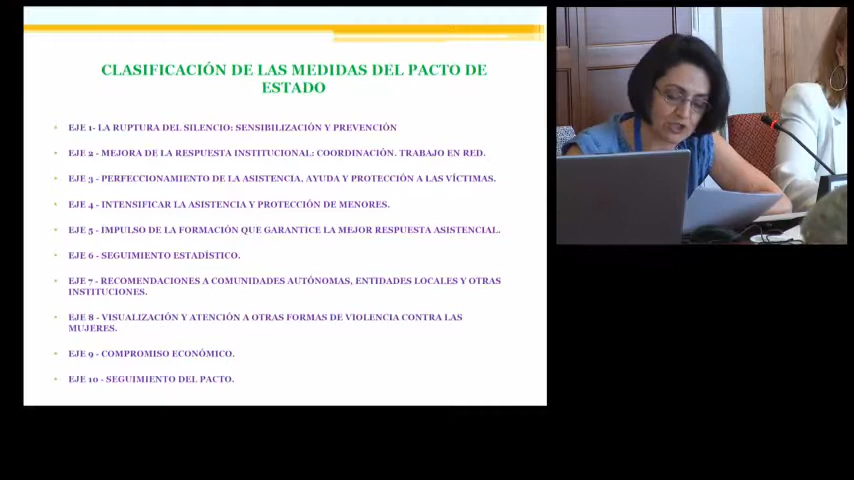 CLASIFICACIÓN DE LAS MEDIDAS DEL PACTO DE
ESTADO
EJE 1- LA RUPTURA DEL SILENCIO: SENSIBILIZACIÓN Y PREVENCIÓN
EJE 2 - MEJORA DE LA RESPUESTA INSTITUCIONAL: COORDINACIÓN. TRABAJO EN RED.
EJE 3 - PERFECCIONAMIENTO DE LA ASISTENCIA, AYUDA Y PROTECCIÓN A LAS VÍCTIMAS.
EJE 4 - INTENSIFICAR LA ASISTENCIA Y PROTECCIÓN DE MENORES.
EJE 5 - IMPULSO DE LA FORMACIÓN QUE GARANTICE LA MEJOR RESPUESTA ASISTENCIAL.
EJE 6 - SEGUIMIENTO ESTADÍSTICO.
EJE 7 - RECOMENDACIONES A COMUNIDADES AUTÓNOMAS, ENTIDADES LOCALES Y OTRAS
INSTITUCIONES.
EJE 8 - VISUALIZACIÓN Y ATENCIÓN A OTRAS FORMAS DE VIOLENCIA CONTRA LAS
MUJERES.
EJE 9 - COMPROMISO ECONÓMICO.
EJE 10 - SEGUIMIENTO DEL PACTO.